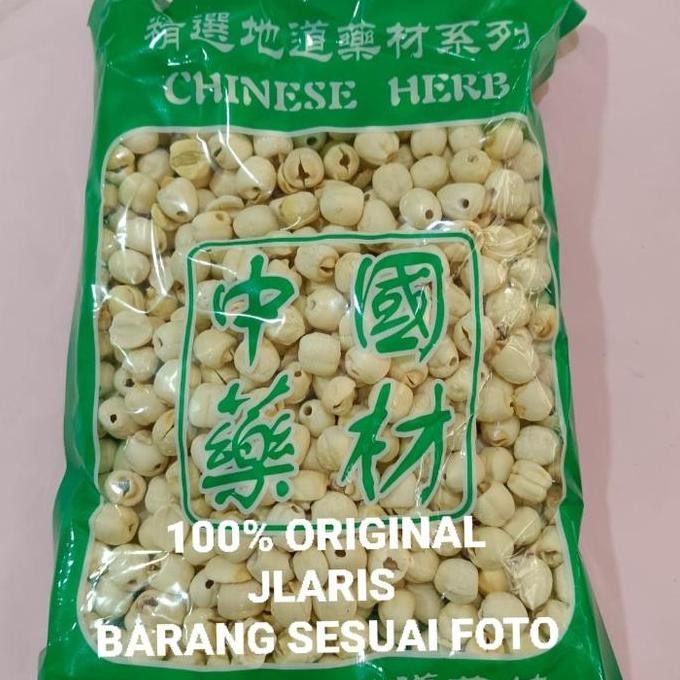 精選地道藥材系列
CHINESE HERB
中國
藥材
100% ORIGINAL
JLARIS
BARANG SESUAI FOTO